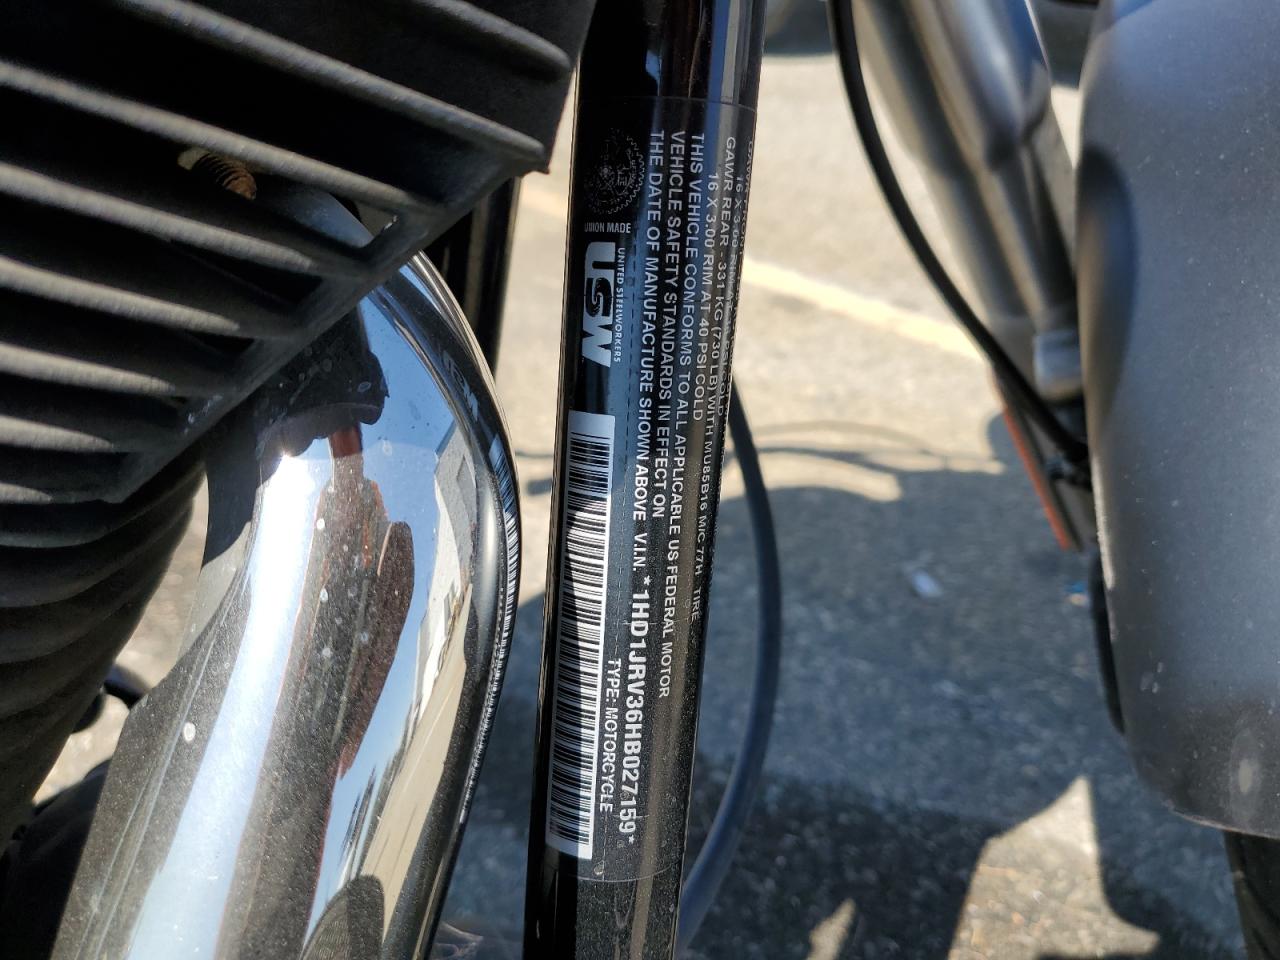 GAWR REAR - 331 KG (730 LB) WITH MU85B16 M/C 77H TIRE
16 X 3.00 RIM AT 40 PSI COLD
THIS VEHICLE CONFORMS TO ALL APPLICABLE US FEDERAL MOTOR
VEHICLE SAFETY STANDARDS IN EFFECT ON
THE DATE OF MANUFACTURE SHOWN ABOVE V.I.N. *1HD1JRV36HB027159*
TYPE: MOTORCYCLE
UNION MADE
USW
UNITED STEELWORKERS